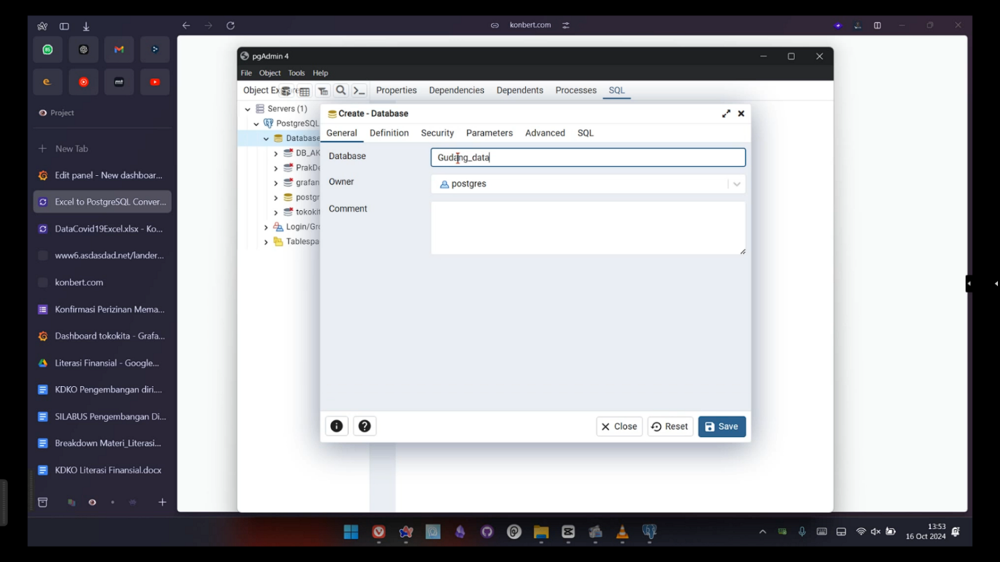 konbert.com
Project
New Tab
Edit panel - New dashboar...
Excel to PostgreSQL Conver...
DataCovid19Excel.xlsx - Ko...
www6.asdasdad.net/lander...
konbert.com
Konfirmasi Perizinan Mema...
Dashboard tokokita - Grafa...
Literasi Finansial - Google...
KDKO Pengembangan diri....
SILABUS Pengembangan Di...
Breakdown Materi_Literasi...
KDKO Literasi Finansial.docx
pgAdmin 4
File Object Tools Help
Object Ex
Properties Dependencies Dependents Processes SQL
Servers (1)
PostgreSQL
Database
DB_AK
PrakDe
grafan
postgr
tokokit
Login/Gro
Tablespa
Create - Database
General Definition Security Parameters Advanced SQL
Database
Gudang_data
Owner
postgres
Comment
Close Reset Save
13:53
16 Oct 2024